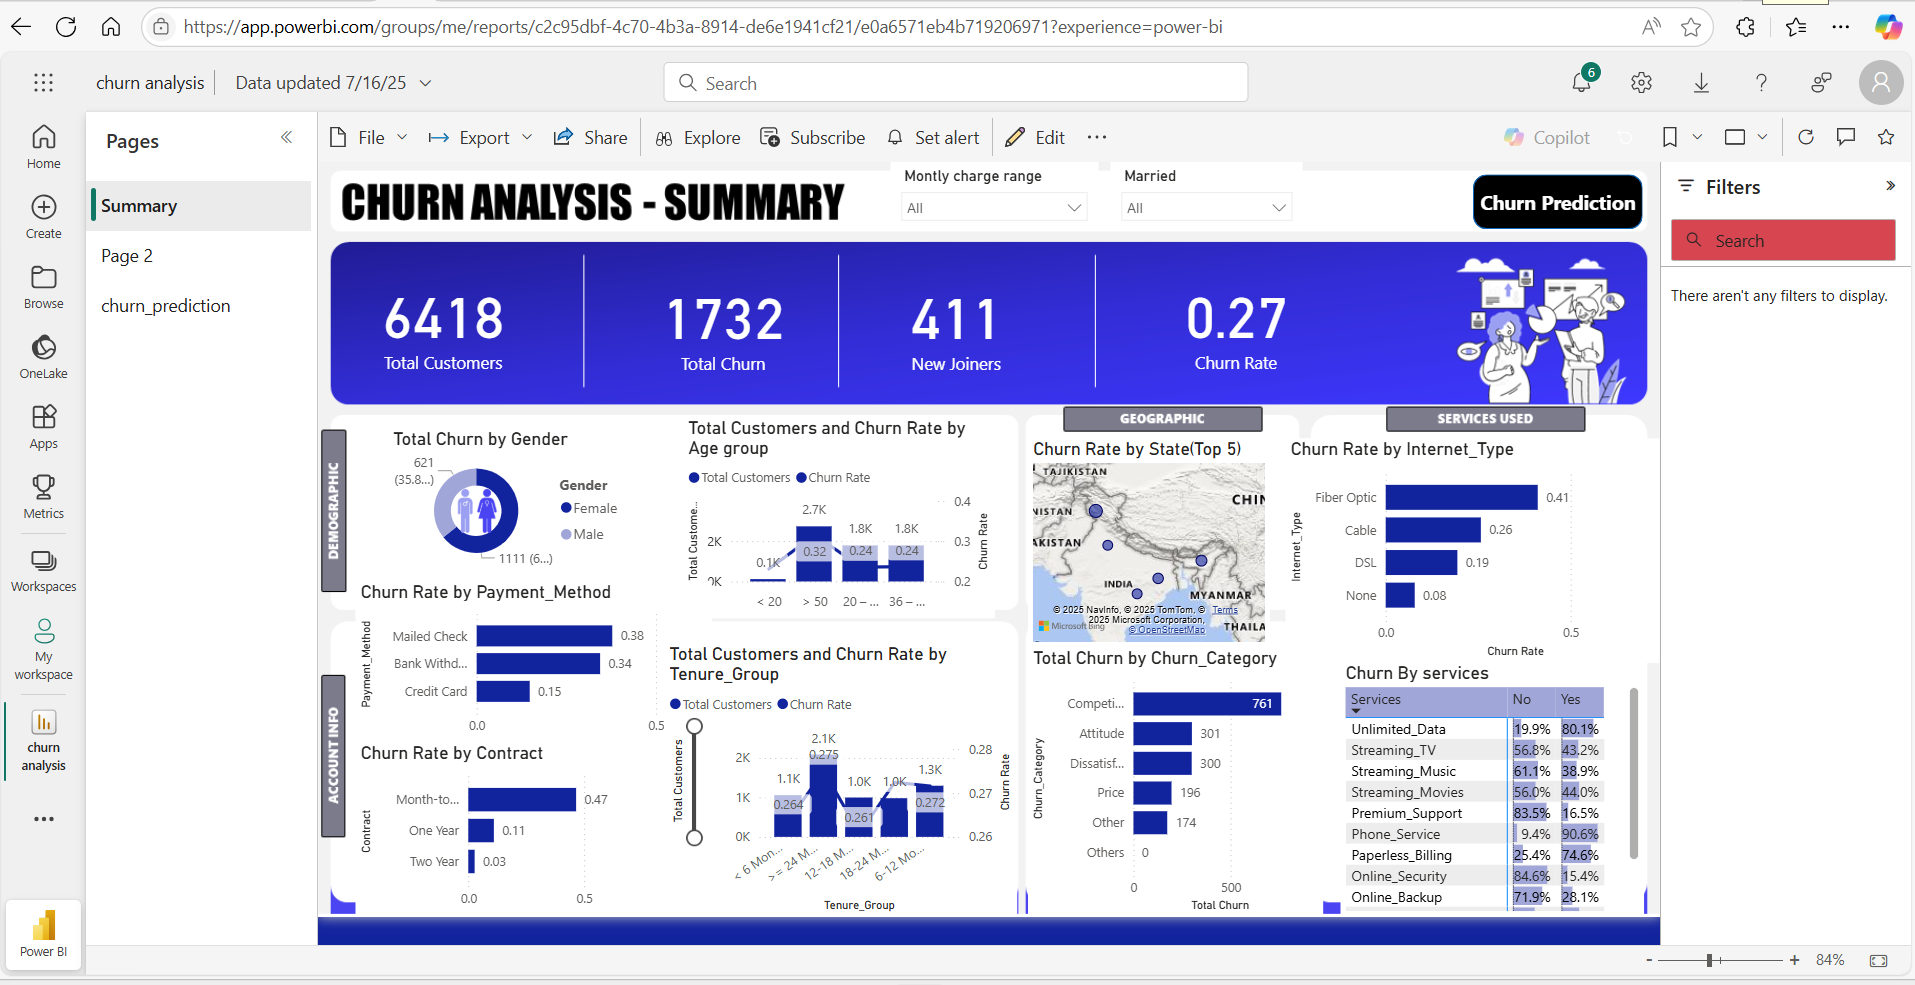 https://app.powerbi.com/groups/me/reports/c2c95dbf-4c70-4b3a-8914-de6e1941cf21/e0a6571eb4b719206971?experience=power-bi
churn analysis
Data updated 7/16/25
Search
6
Home
Create
Browse
OneLake
Apps
Metrics
Workspaces
My
workspace
churn
analysis
Power BI
Pages
Summary
Page 2
churn_prediction
File
Export
Share
Explore
Subscribe
Set alert
Edit
Copilot
CHURN ANALYSIS - SUMMARY
Montly charge range
All
Married
All
Churn Prediction
6418
Total Customers
1732
Total Churn
411
New Joiners
0.27
Churn Rate
DEMOGRAPHIC
Total Churn by Gender
621
(35.8...)
1111 (6...)
Gender
Female
Male
Total Customers and Churn Rate by
Age group
Total Customers
Churn Rate
Total Custome...
2K
0K
0.1K
2.7K
1.8K
1.8K
0.32
0.24
0.24
0.4
0.3
0.2
Churn Rate
< 20
> 50
20 – ...
36 – ...
ACCOUNT INFO
Churn Rate by Payment_Method
Payment_Method
Mailed Check
0.38
Bank Withd...
0.34
Credit Card
0.15
0.0
0.5
Churn Rate by Contract
Contract
Month-to...
0.47
One Year
0.11
Two Year
0.03
0.0
0.5
Total Customers and Churn Rate by
Tenure_Group
Total Customers
Churn Rate
Total Customers
2K
1K
0K
1.1K
2.1K
1.0K
1.0K
1.3K
0.264
0.275
0.261
0.272
0.28
0.27
0.26
Churn Rate
< 6 Mon...
>= 24 M...
12-18 M...
18-24 M...
6-12 Mo...
Tenure_Group
GEOGRAPHIC
Churn Rate by State(Top 5)
TAJIKISTAN
CHIN
NISTAN
AKISTAN
INDIA
MYANMAR
THAILA
© 2025 NavInfo, © 2025 TomTom, © Terms
2025 Microsoft Corporation,
Microsoft Bing
© OpenStreetMap
Total Churn by Churn_Category
Churn_Category
Competi...
761
Attitude
301
Dissatisf...
300
Price
196
Other
174
Others
0
0
500
Total Churn
SERVICES USED
Churn Rate by Internet_Type
Internet_Type
Fiber Optic
0.41
Cable
0.26
DSL
0.19
None
0.08
0.0
0.5
Churn Rate
Churn By services
Services No Yes
Unlimited_Data 19.9% 80.1%
Streaming_TV 56.8% 43.2%
Streaming_Music 61.1% 38.9%
Streaming_Movies 56.0% 44.0%
Premium_Support 83.5% 16.5%
Phone_Service 9.4% 90.6%
Paperless_Billing 25.4% 74.6%
Online_Security 84.6% 15.4%
Online_Backup 71.9% 28.1%
Filters
Search
There aren't any filters to display.
84%